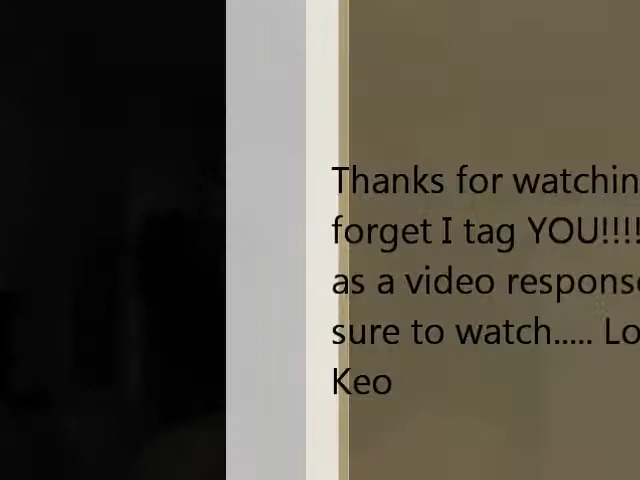 Thanks for watchin
forget I tag YOU!!!!
as a video respons
sure to watch..... Lo
Keo